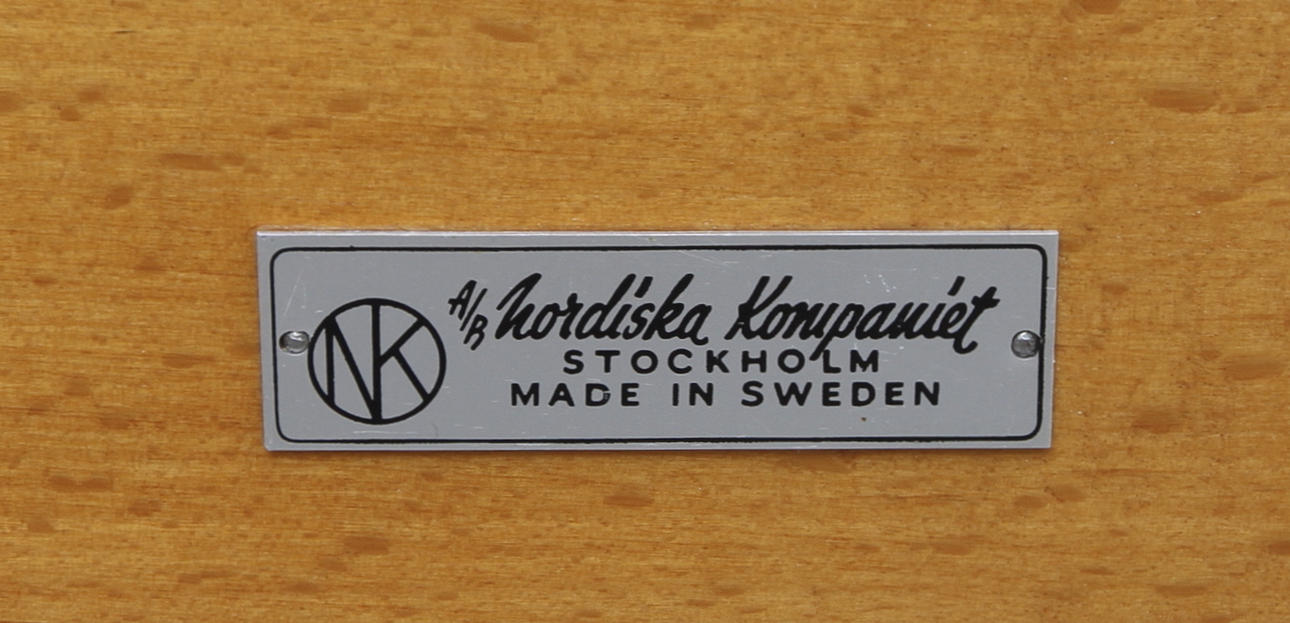 NK
A/B Nordiska Kompaniet
STOCKHOLM
MADE IN SWEDEN